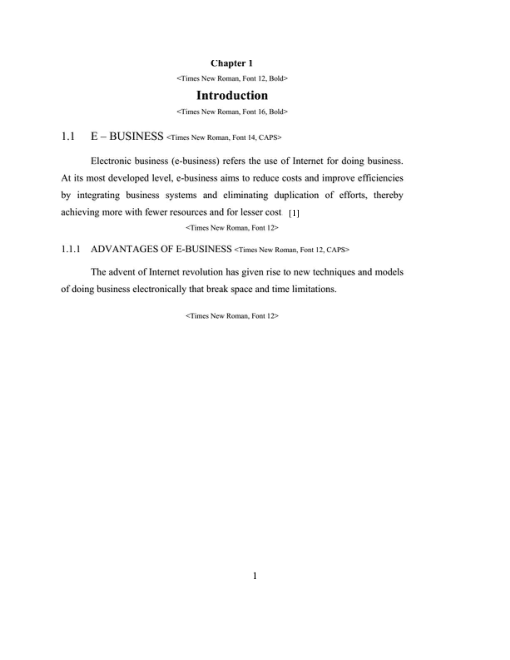 Chapter 1
<Times New Roman, Font 12, Bold>
Introduction
<Times New Roman, Font 16, Bold>
1.1 E – BUSINESS <Times New Roman, Font 14, CAPS>
Electronic business (e-business) refers the use of Internet for doing business.
At its most developed level, e-business aims to reduce costs and improve efficiencies
by integrating business systems and eliminating duplication of efforts, thereby
achieving more with fewer resources and for lesser cost [1]
<Times New Roman, Font 12>
1.1.1 ADVANTAGES OF E-BUSINESS <Times New Roman, Font 12, CAPS>
The advent of Internet revolution has given rise to new techniques and models
of doing business electronically that break space and time limitations.
<Times New Roman, Font 12>
1